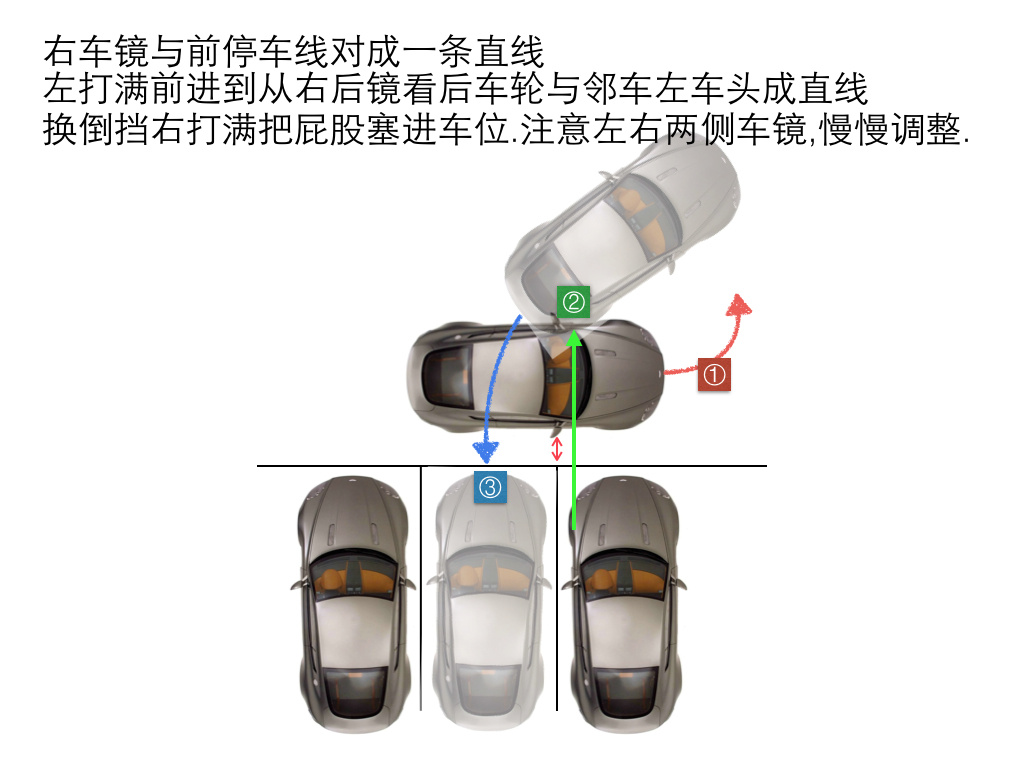 右车镜与前停车线对成一条直线
左打满前进到从右后镜看后车轮与邻车左车头成直线
换倒挡右打满把屁股塞进车位.注意左右两侧车镜,慢慢调整.
②
①
③